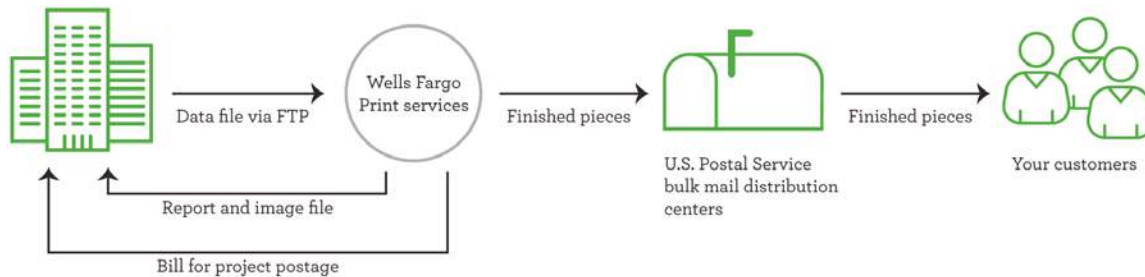 Wells Fargo
Print services
Data file via FTP
Finished pieces
Finished pieces
U.S. Postal Service
bulk mail distribution
centers
Your customers
Report and image file
Bill for project postage